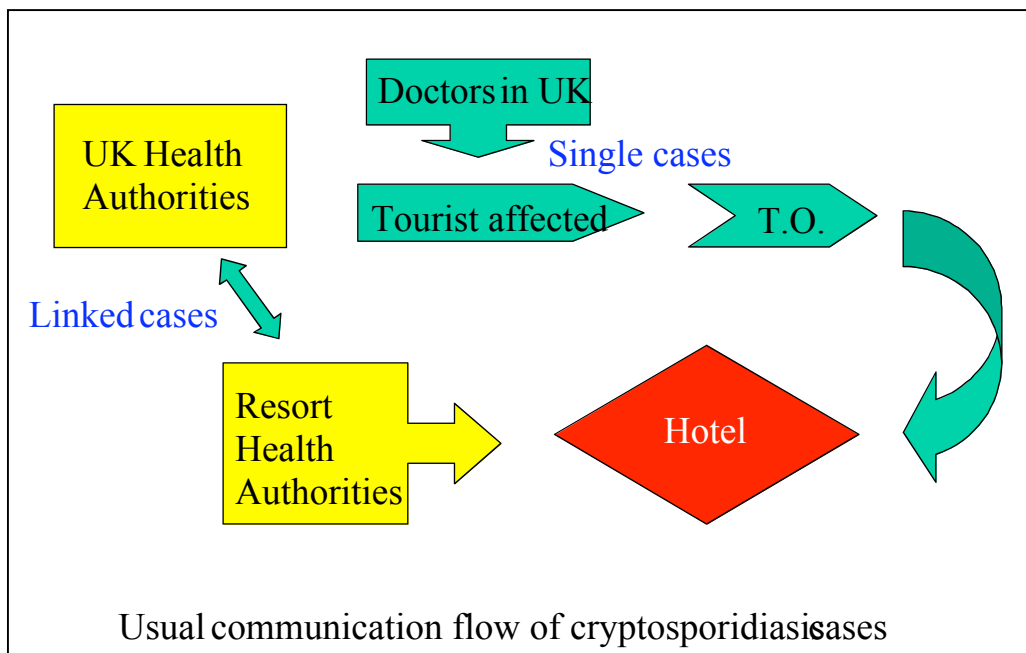 Doctors in UK
UK Health
Authorities
Single cases
Tourist affected
T.O.
Linked cases
Resort
Health
Authorities
Hotel
Usual communication flow of cryptosporidiasis cases